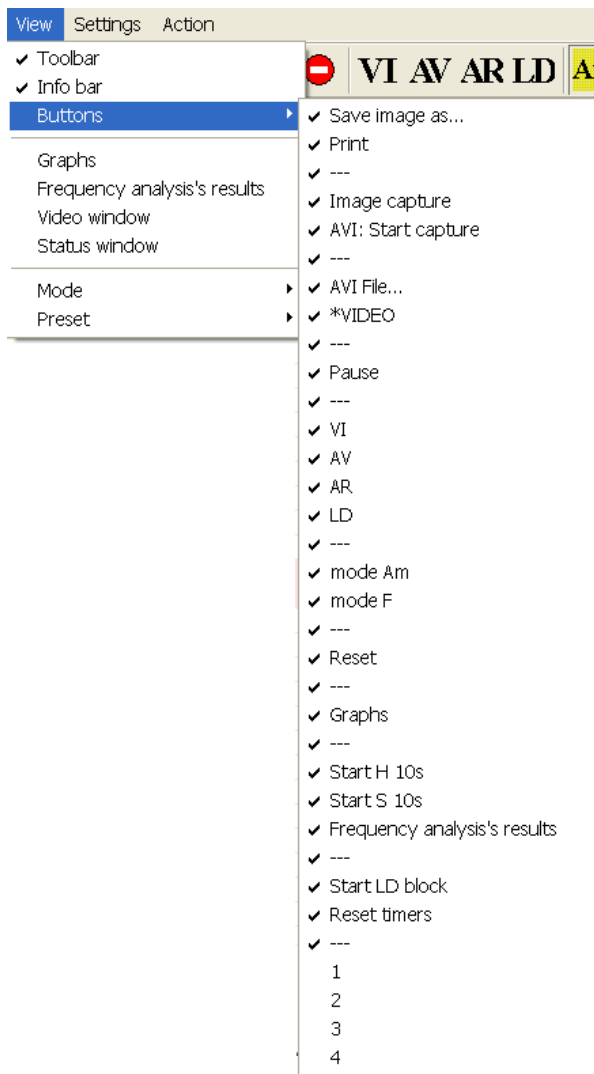 View Settings Action
Toolbar
Info bar
Buttons
Graphs
Frequency analysis's results
Video window
Status window
Mode
Preset
VI AV AR LD
Save image as...
Print
---
Image capture
AVI: Start capture
---
AVI File...
*VIDEO
---
Pause
---
VI
AV
AR
LD
---
mode Am
mode F
---
Reset
---
Graphs
---
Start H 10s
Start S 10s
Frequency analysis's results
---
Start LD block
Reset timers
---
1
2
3
4